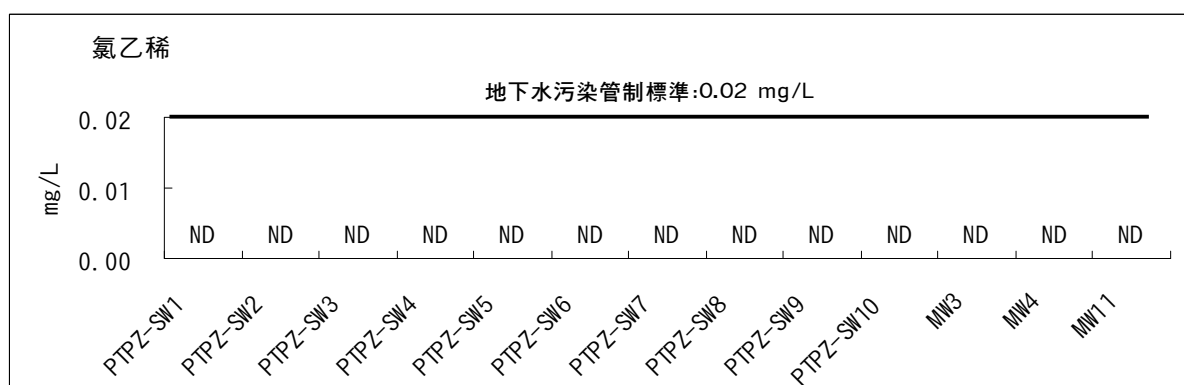 氯乙稀
地下水污染管制標準:0.02 mg/L
mg/L
0.02
0.01
0.00
ND ND ND ND ND ND ND ND ND ND ND ND ND
PTPZ-SW1 PTPZ-SW2 PTPZ-SW3 PTPZ-SW4 PTPZ-SW5 PTPZ-SW6 PTPZ-SW7 PTPZ-SW8 PTPZ-SW9 PTPZ-SW10 MW3 MW4 MW11